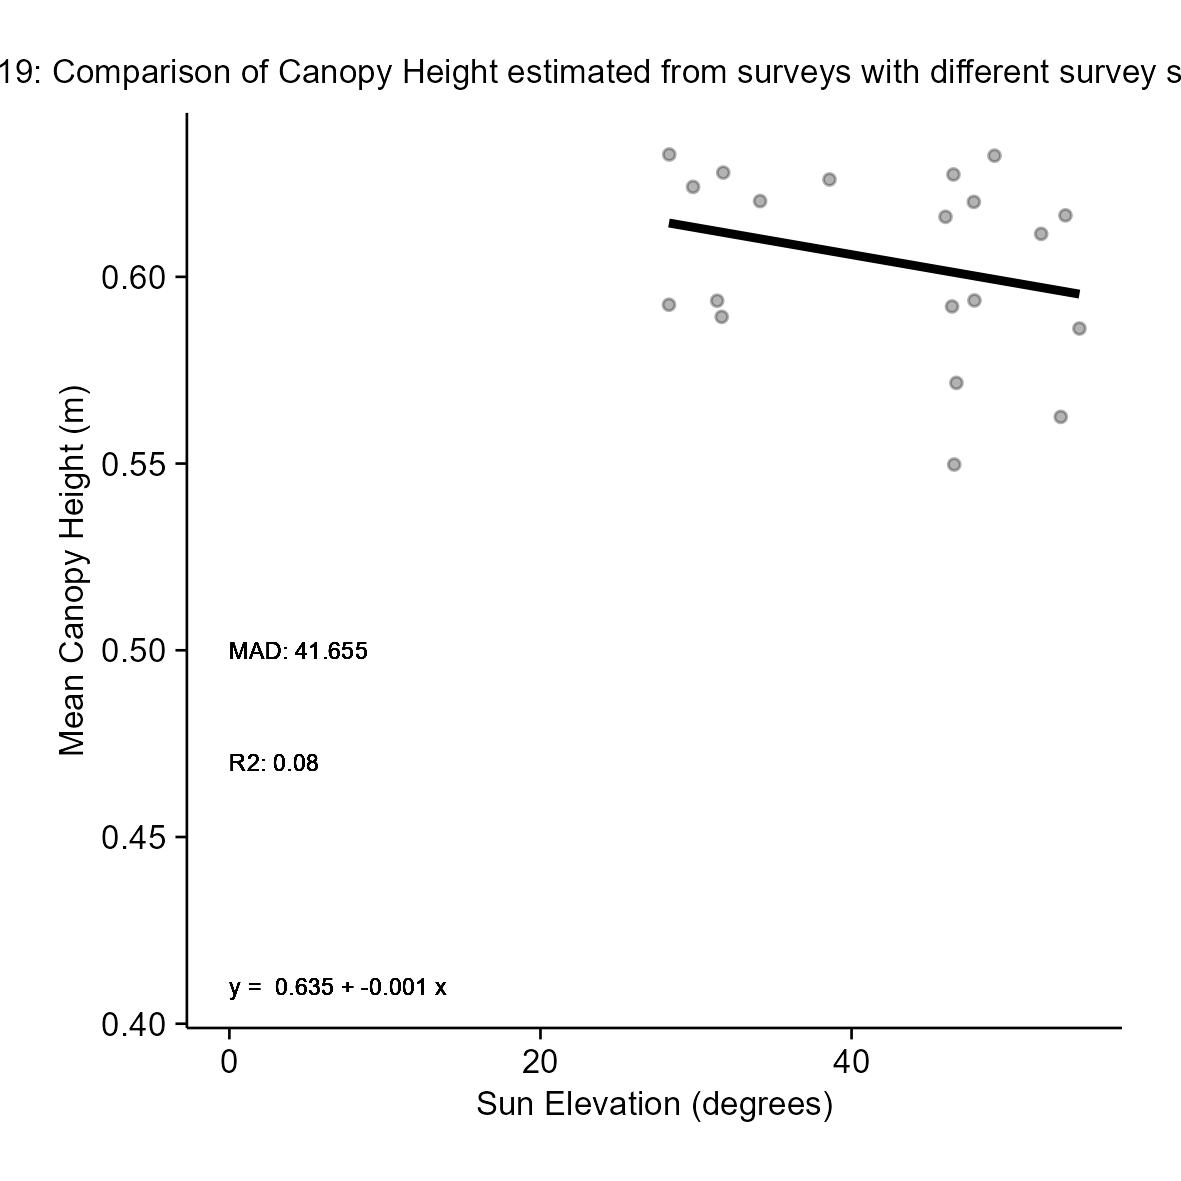 19: Comparison of Canopy Height estimated from surveys with different survey s
Mean Canopy Height (m)
0.60
0.55
0.50
0.45
0.40
MAD: 41.655
R2: 0.08
y =  0.635 + -0.001 x
0
20
40
Sun Elevation (degrees)